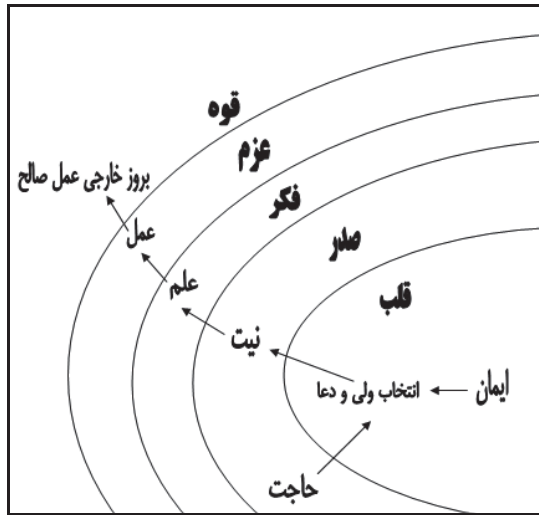 قوه
عزم
فکر
صدر
قلب
بروز خارجی عمل صالح
عمل
علم
نیت
انتخاب ولی و دعا
ایمان
حاجت